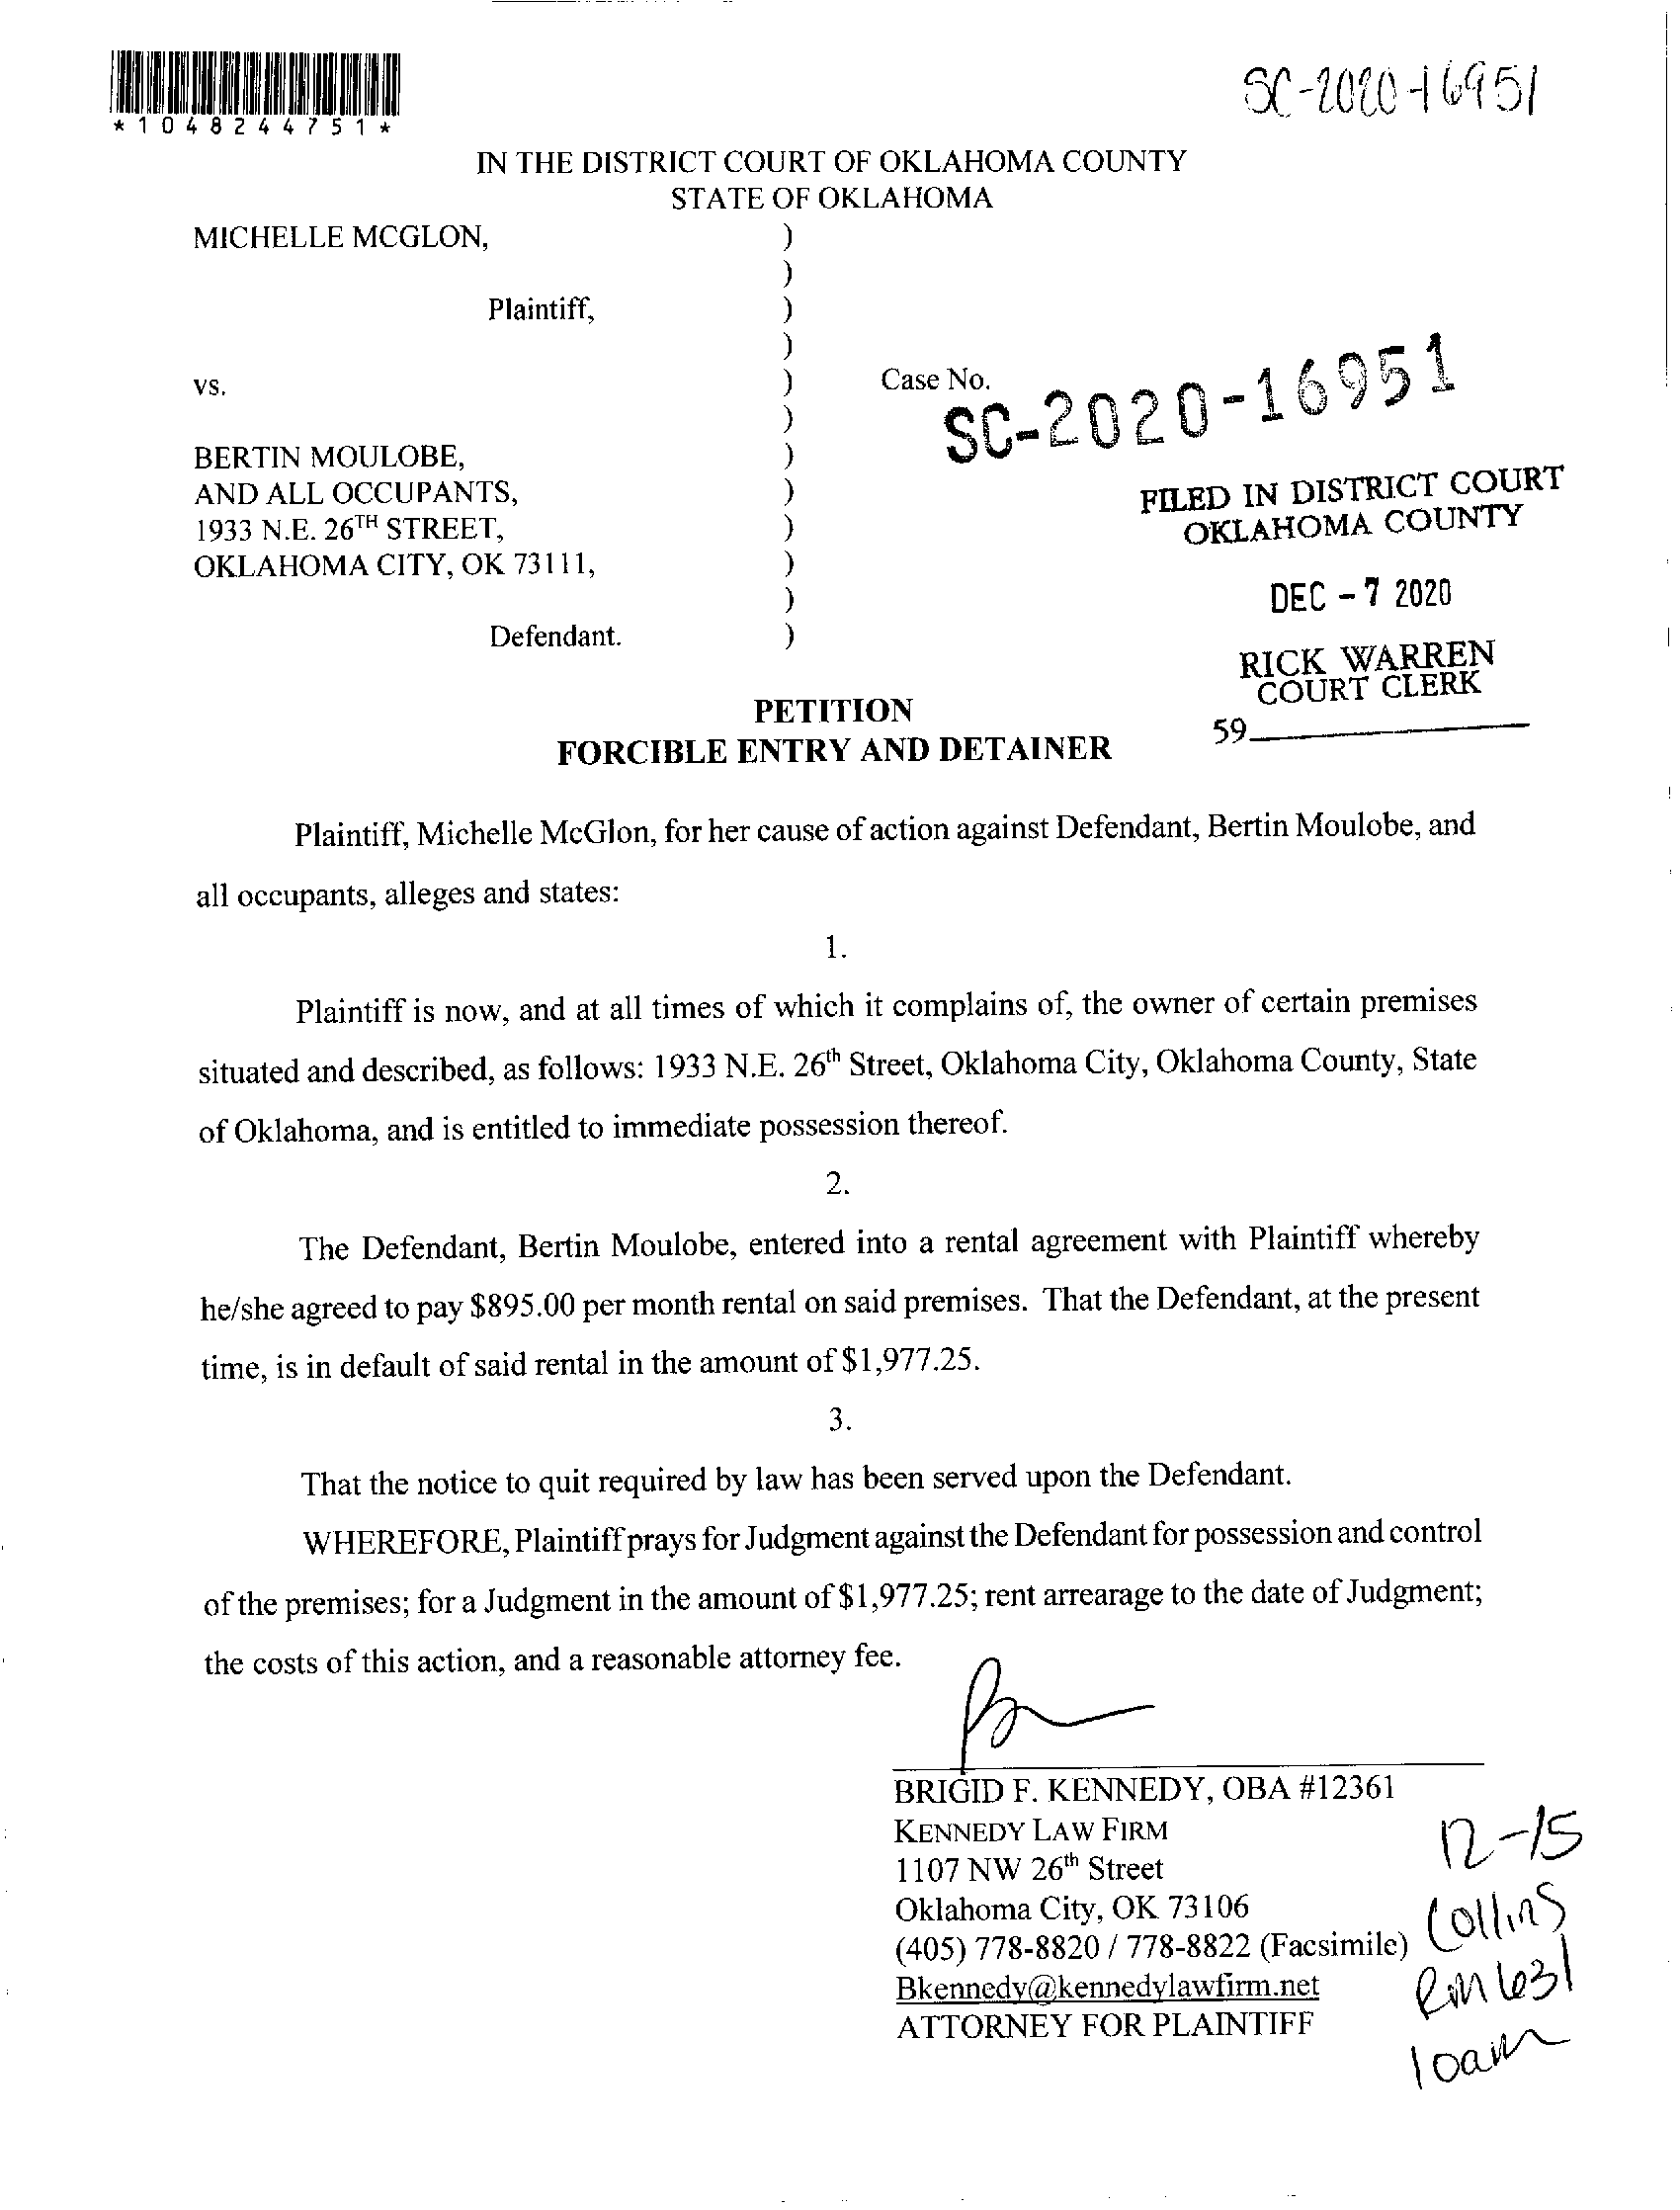 SC-2020-16951
*1048244751*
IN THE DISTRICT COURT OF OKLAHOMA COUNTY
STATE OF OKLAHOMA
MICHELLE MCGLON, )
)
Plaintiff, )
)
vs. ) Case No. SC-2020-16951
)
BERTIN MOULOBE, )
AND ALL OCCUPANTS, )
1933 N.E. 26TH STREET, )
OKLAHOMA CITY, OK 73111, )
)
Defendant. )
FILED IN DISTRICT COURT
OKLAHOMA COUNTY
DEC -7 2020
RICK WARREN
COURT CLERK
59
PETITION
FORCIBLE ENTRY AND DETAINER
Plaintiff, Michelle McGlon, for her cause of action against Defendant, Bertin Moulobe, and
all occupants, alleges and states:
1.
Plaintiff is now, and at all times of which it complains of, the owner of certain premises
situated and described, as follows: 1933 N.E. 26th Street, Oklahoma City, Oklahoma County, State
of Oklahoma, and is entitled to immediate possession thereof.
2.
The Defendant, Bertin Moulobe, entered into a rental agreement with Plaintiff whereby
he/she agreed to pay $895.00 per month rental on said premises. That the Defendant, at the present
time, is in default of said rental in the amount of $1,977.25.
3.
That the notice to quit required by law has been served upon the Defendant.
WHEREFORE, Plaintiff prays for Judgment against the Defendant for possession and control
of the premises; for a Judgment in the amount of $1,977.25; rent arrearage to the date of Judgment;
the costs of this action, and a reasonable attorney fee.
BRIGID F. KENNEDY, OBA #12361
KENNEDY LAW FIRM
1107 NW 26th Street
Oklahoma City, OK 73106
(405) 778-8820 / 778-8822 (Facsimile)
Bkennedy@kennedylawfirm.net
ATTORNEY FOR PLAINTIFF
12-15
Collins
Rm 631
10am